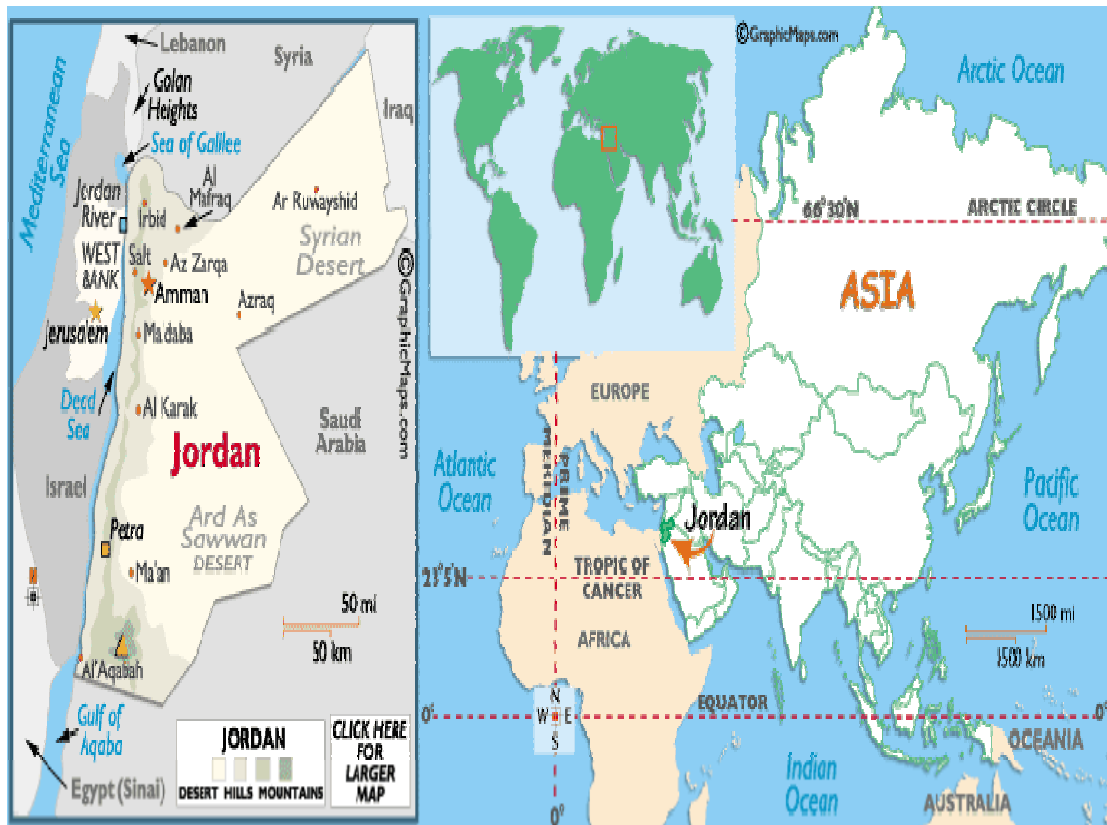 Lebanon
Syria
Golan
Heights
Iraq
Mediterranean
Sea
Sea of Galilee
Al
Mafraq
Jordan
River
Irbid
Ar Ruwayshid
Syrian
Desert
WEST
BANK
Salt
Az Zarqa
Amman
Azraq
Jerusalem
Madaba
©GraphicMaps.com
Dead
Sea
Al Karak
Jordan
Saudi
Arabia
Israel
Petra
Ard As
Sawwan
DESERT
Ma'an
N
50 mi
50 km
Al'Aqabah
Gulf of
Aqaba
Egypt (Sinai)
JORDAN
DESERT HILLS MOUNTAINS
CLICK HERE
FOR
LARGER
MAP
©GraphicMaps.com
Arctic Ocean
66°30'N
ARCTIC CIRCLE
ASIA
EUROPE
Atlantic
Ocean
PRIME
MERIDIAN
Pacific
Ocean
Jordan
23°5'N
TROPIC OF
CANCER
AFRICA
1500 mi
1500 km
N
W E
S
EQUATOR
0°
0°
OCEANIA
Indian
Ocean
AUSTRALIA
0°